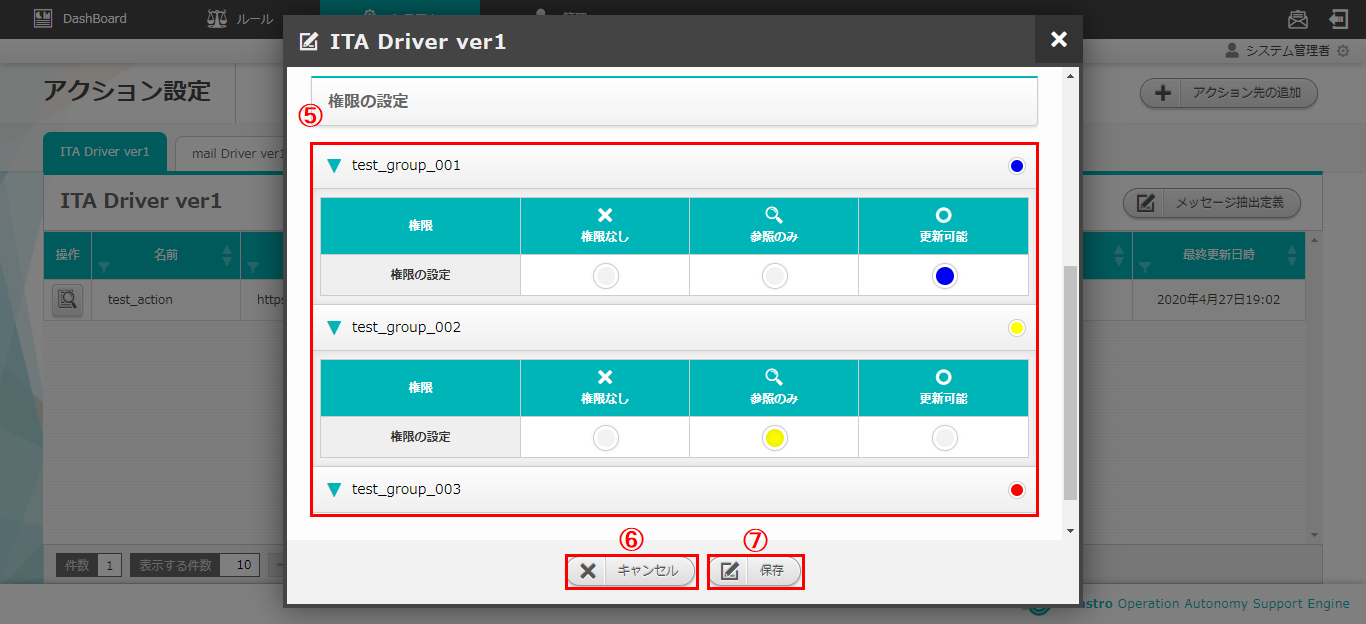 DashBoard
ルール
ITA Driver ver1
システム管理者
アクション設定
アクション先の追加
権限の設定
⑤
ITA Driver ver1
mail Driver ver1
test_group_001
ITA Driver ver1
メッセージ抽出定義
権限
権限なし
参照のみ
更新可能
操作
名前
最終更新日時
権限の設定
test_action
https
2020年4月27日19:02
test_group_002
権限
権限なし
参照のみ
更新可能
権限の設定
test_group_003
⑥
⑦
件数 1
表示する件数 10
キャンセル
保存
Operation Autonomy Support Engine